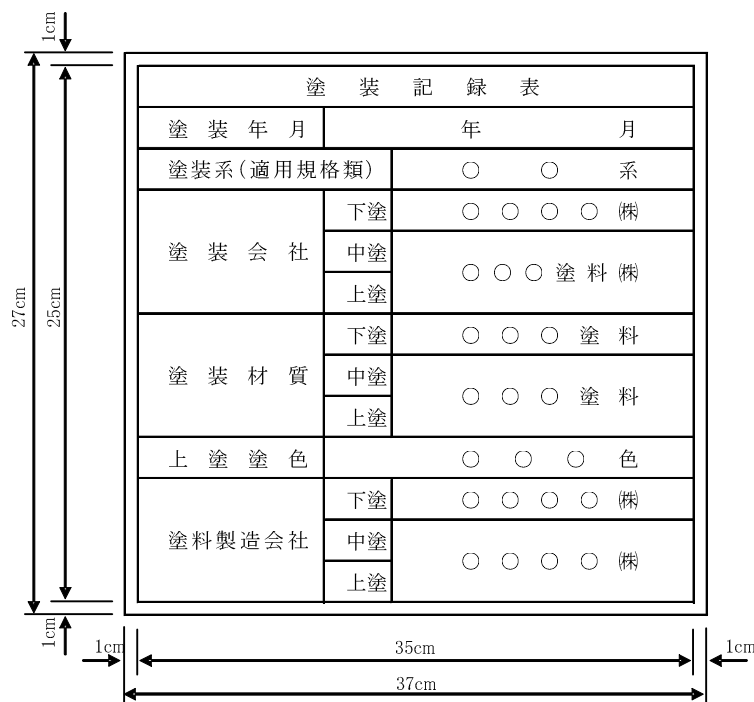 1cm
27cm
25cm
塗装記録表
塗装年月 年 月
塗装系(適用規格類) ○ ○ 系
塗装会社
下塗 ○○○○㈱
中塗
上塗
○○○塗料㈱
塗装材質
下塗 ○○○塗料
中塗
上塗
○○○塗料
上塗塗色 ○○○色
塗料製造会社
下塗 ○○○○㈱
中塗
上塗
○○○○㈱
1cm
1cm
35cm
1cm
37cm